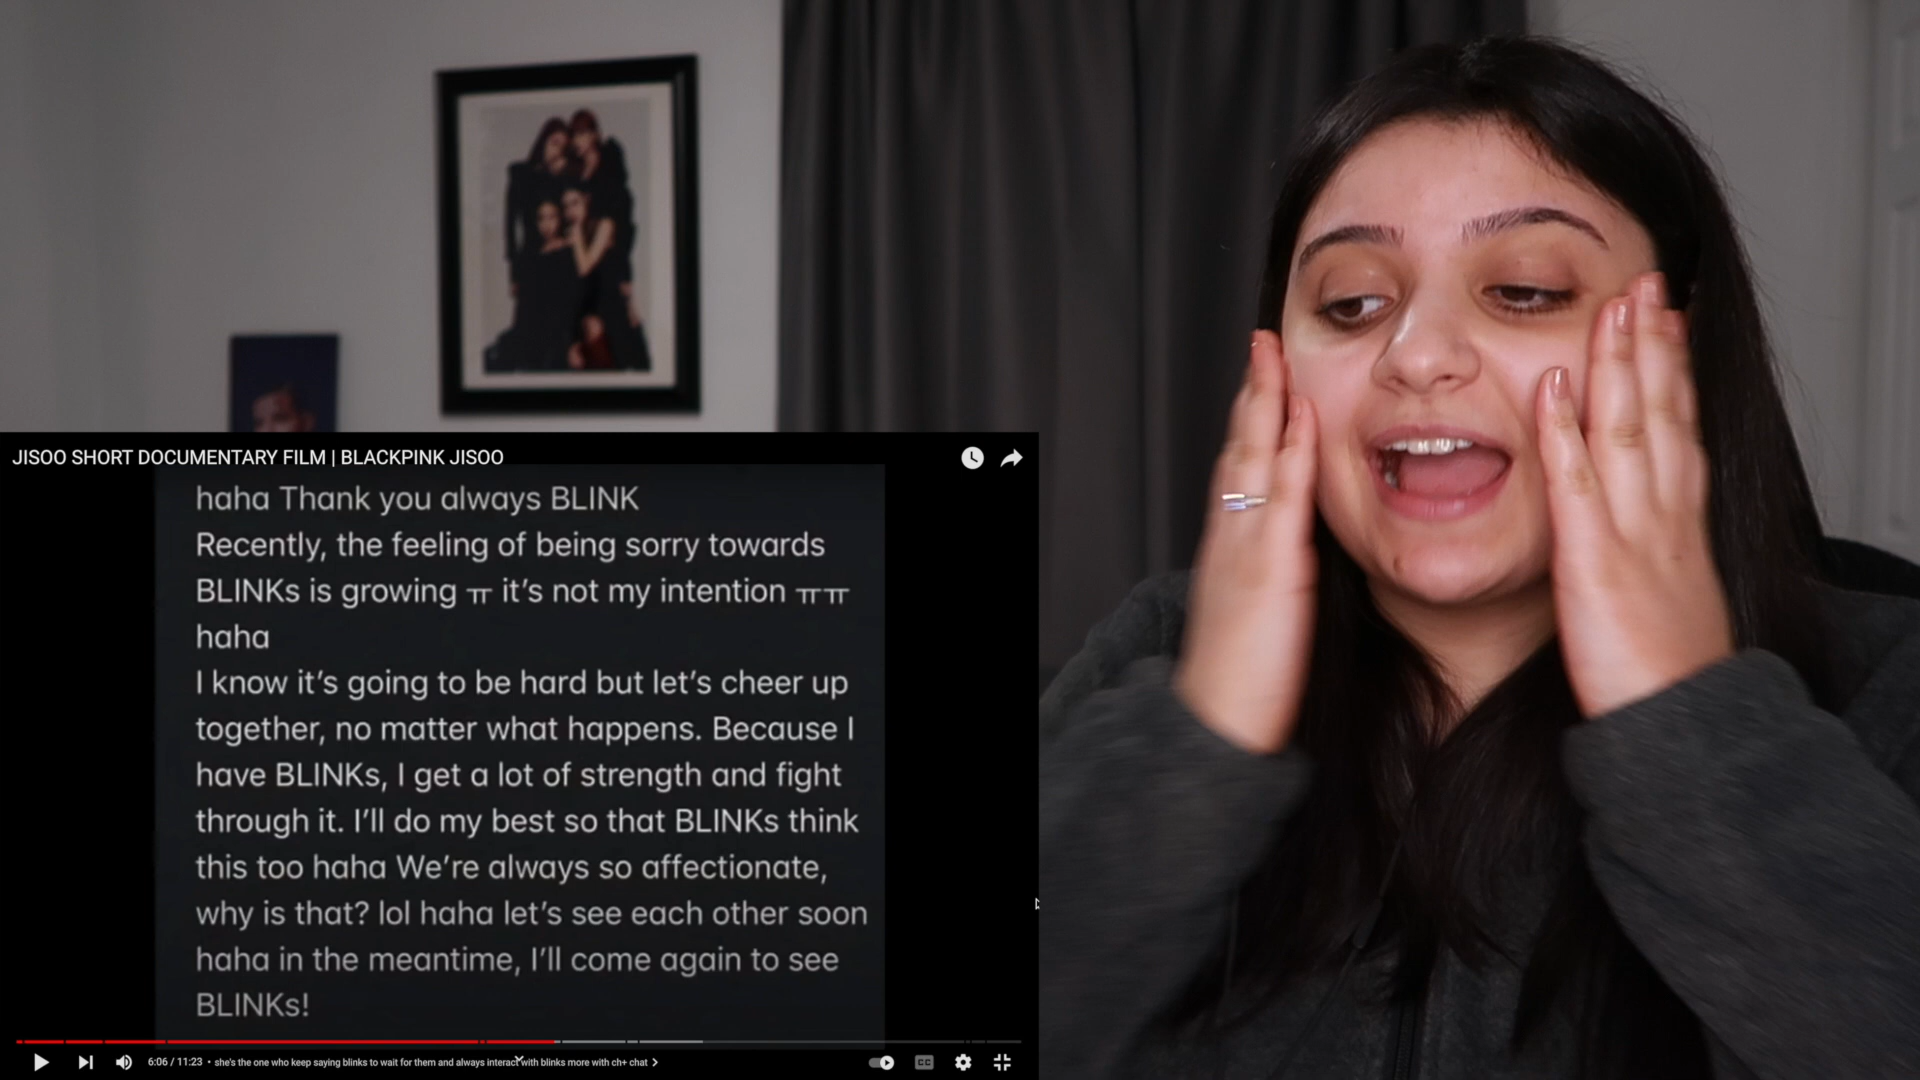 JISOO SHORT DOCUMENTARY FILM | BLACKPINK JISOO
haha Thank you always BLINK
Recently, the feeling of being sorry towards
BLINKs is growing ㅠ it's not my intention ㅠㅠ
haha
I know it's going to be hard but let's cheer up
together, no matter what happens. Because I
have BLINKs, I get a lot of strength and fight
through it. I'll do my best so that BLINKs think
this too haha We're always so affectionate,
why is that? lol haha let's see each other soon
haha in the meantime, I'll come again to see
BLINKs!
6:06 / 11:23 • she's the one who keep saying blinks to wait for them and always interact with blinks more with ch+ chat
CC